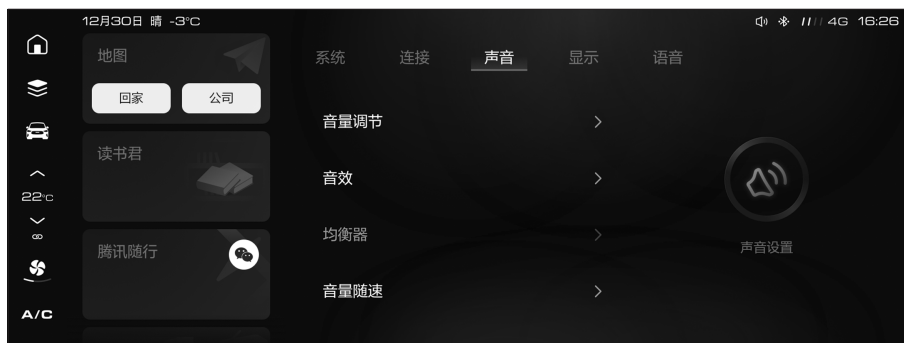 12月30日 晴 -3°C
4G 16:26
地图
回家 公司
读书君
腾讯随行
22°C
A/C
系统 连接 声音 显示 语音
音量调节
音效
均衡器
音量随速
声音设置